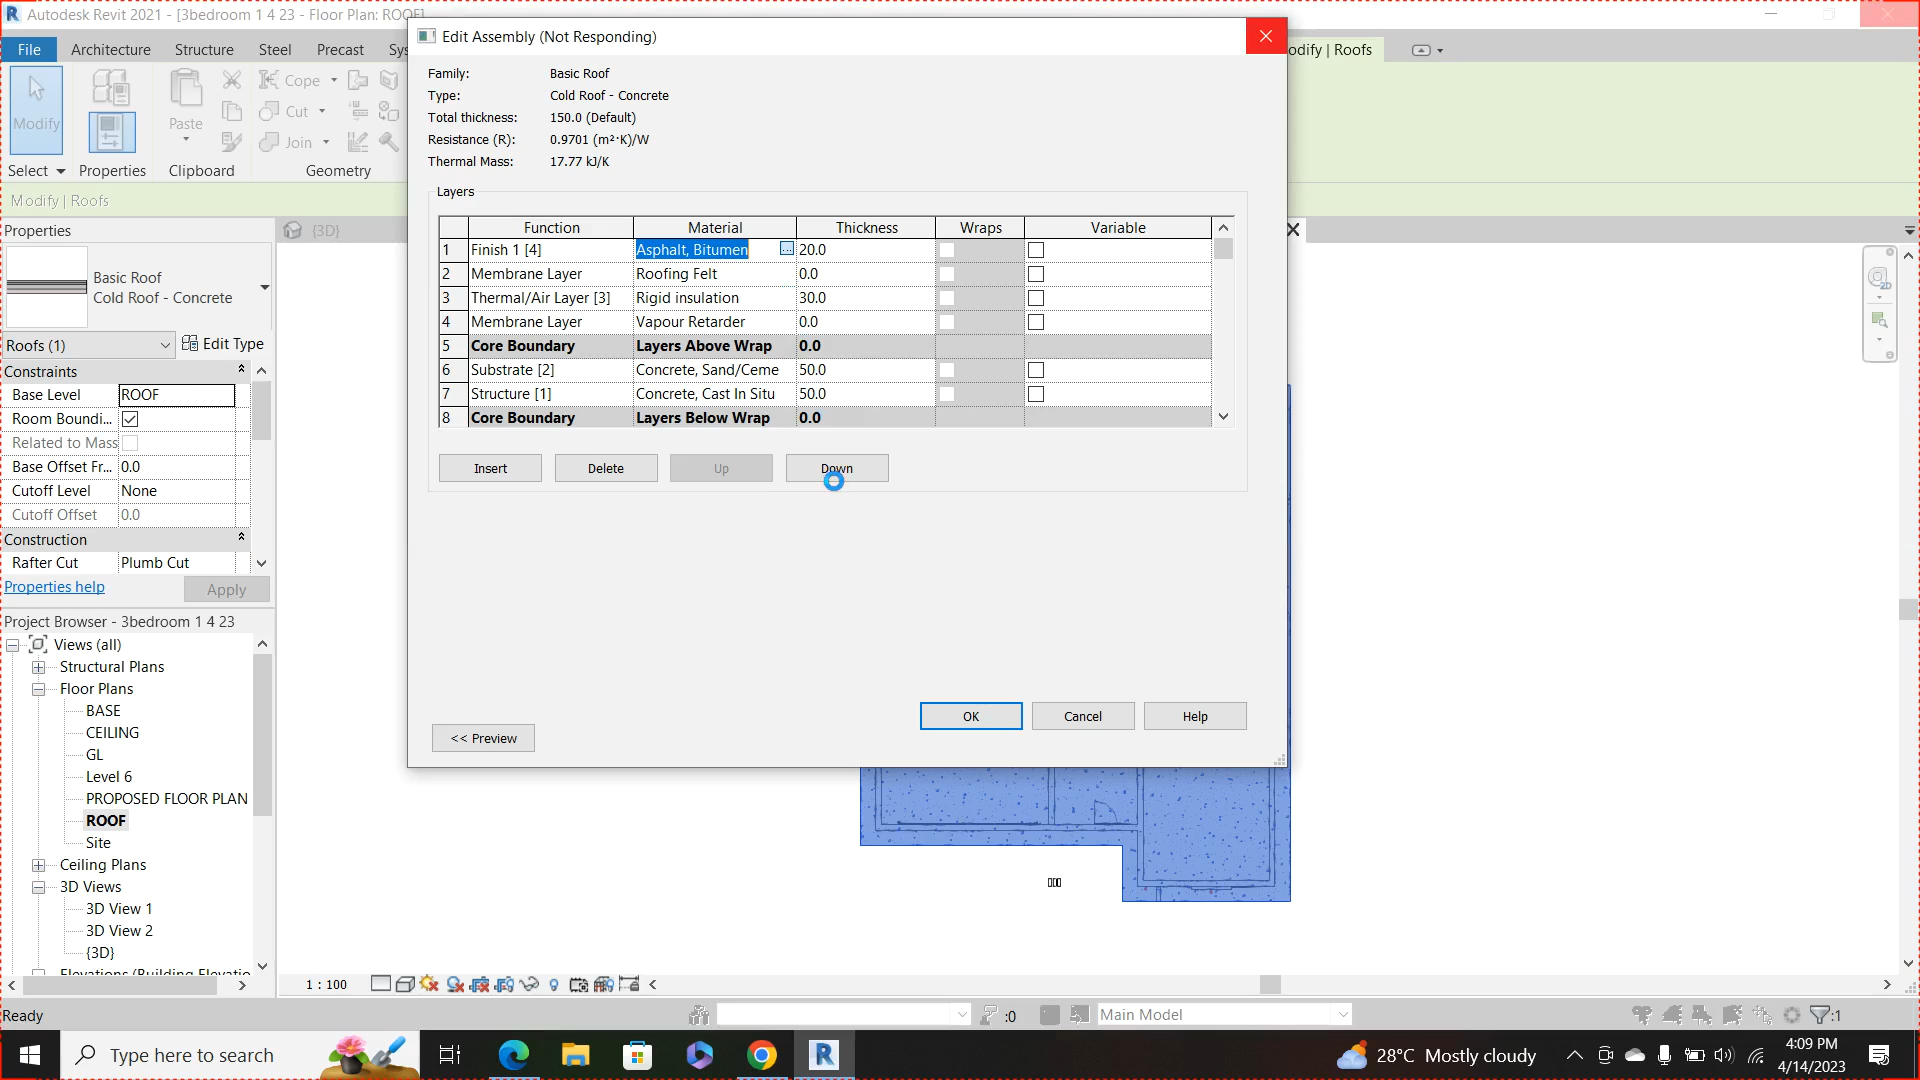 Autodesk Revit 2021 - [3bedroom 1 4 23 - Floor Plan: ROOF]
Edit Assembly (Not Responding)
File Architecture Structure Steel Precast Sys
odify | Roofs
Modify
Paste
Cope
Cut
Join
Select Properties Clipboard Geometry
Modify | Roofs
Properties
Basic Roof
Cold Roof - Concrete
Roofs (1)
Edit Type
Constraints
Base Level ROOF
Room Boundi...
Related to Mass
Base Offset Fr... 0.0
Cutoff Level None
Cutoff Offset 0.0
Construction
Rafter Cut Plumb Cut
Properties help
Apply
Project Browser - 3bedroom 1 4 23
Views (all)
Structural Plans
Floor Plans
BASE
CEILING
GL
Level 6
PROPOSED FLOOR PLAN
ROOF
Site
Ceiling Plans
3D Views
3D View 1
3D View 2
{3D}
Elevations (Building Elevatio
{3D}
Family: Basic Roof
Type: Cold Roof - Concrete
Total thickness: 150.0 (Default)
Resistance (R): 0.9701 (m²·K)/W
Thermal Mass: 17.77 kJ/K
Layers
Function Material Thickness Wraps Variable
1 Finish 1 [4] Asphalt, Bitumen ... 20.0
2 Membrane Layer Roofing Felt 0.0
3 Thermal/Air Layer [3] Rigid insulation 30.0
4 Membrane Layer Vapour Retarder 0.0
5 Core Boundary Layers Above Wrap 0.0
6 Substrate [2] Concrete, Sand/Ceme 50.0
7 Structure [1] Concrete, Cast In Situ 50.0
8 Core Boundary Layers Below Wrap 0.0
Insert Delete Up Down
OK Cancel Help
<< Preview
2D
1 : 100
Ready
:0
Main Model
:1
Type here to search
28°C Mostly cloudy
4:09 PM
4/14/2023